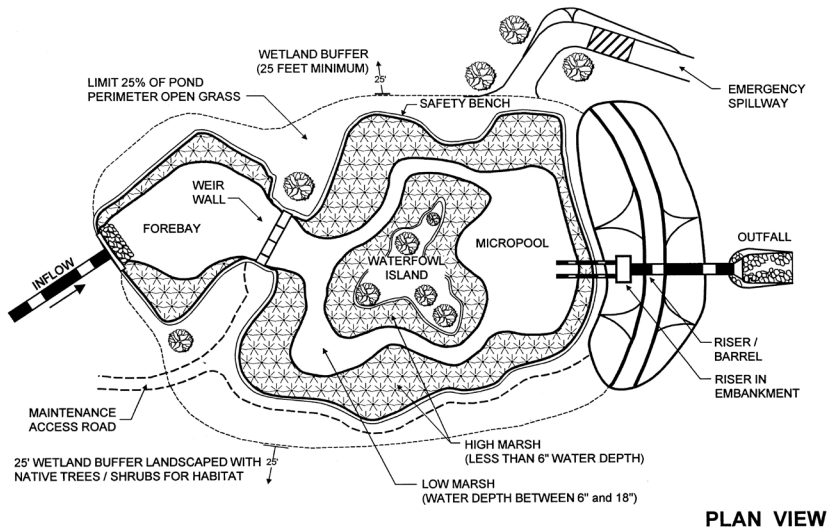 WETLAND BUFFER
(25 FEET MINIMUM)
25'
LIMIT 25% OF POND
PERIMETER OPEN GRASS
SAFETY BENCH
EMERGENCY
SPILLWAY
WEIR
WALL
FOREBAY
INFLOW
WATERFOWL
ISLAND
MICROPOOL
OUTFALL
RISER /
BARREL
RISER IN
EMBANKMENT
MAINTENANCE
ACCESS ROAD
HIGH MARSH
(LESS THAN 6" WATER DEPTH)
25' WETLAND BUFFER LANDSCAPED WITH
NATIVE TREES / SHRUBS FOR HABITAT
25'
LOW MARSH
(WATER DEPTH BETWEEN 6" and 18")
PLAN VIEW